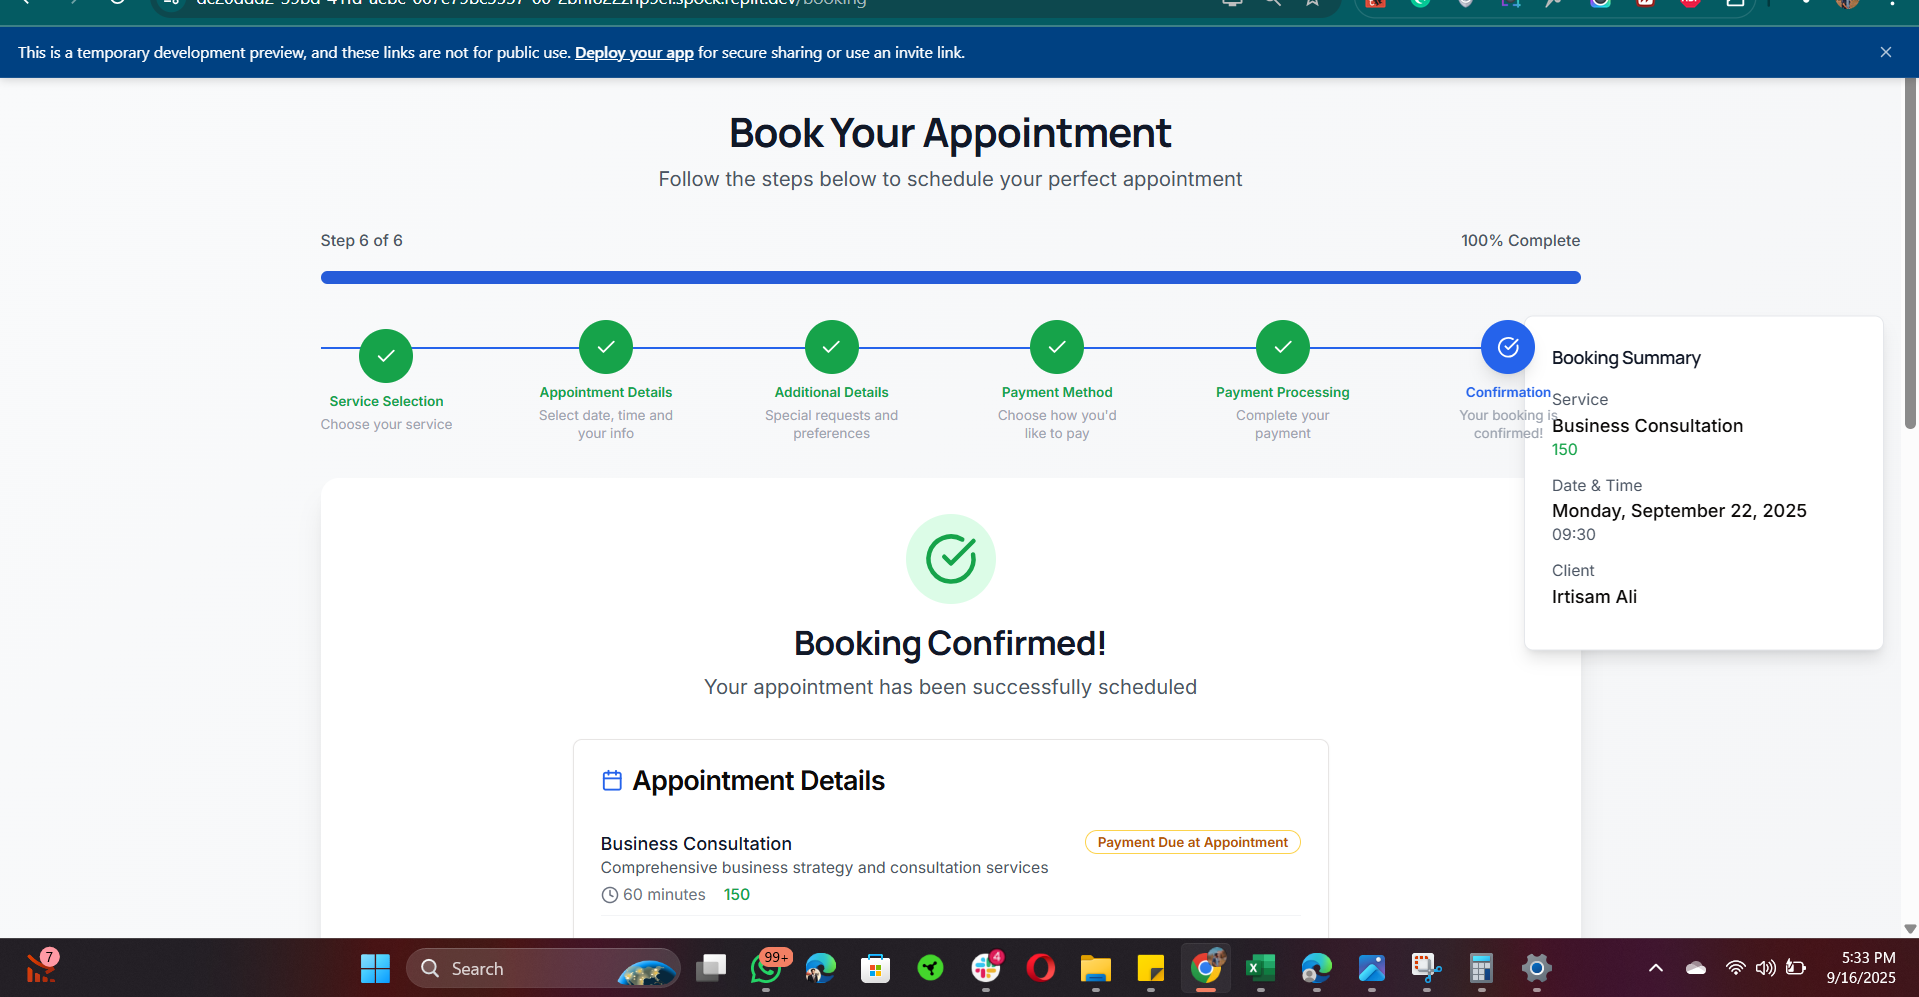 This is a temporary development preview, and these links are not for public use. Deploy your app for secure sharing or use an invite link.
Book Your Appointment
Follow the steps below to schedule your perfect appointment
Step 6 of 6
100% Complete
Service Selection
Choose your service
Appointment Details
Select date, time and
your info
Additional Details
Special requests and
preferences
Payment Method
Choose how you'd
like to pay
Payment Processing
Complete your
payment
Confirmation
Your booking is
confirmed!
Booking Summary
Service
Business Consultation
150
Date & Time
Monday, September 22, 2025
09:30
Client
Irtisam Ali
Booking Confirmed!
Your appointment has been successfully scheduled
Appointment Details
Business Consultation
Payment Due at Appointment
Comprehensive business strategy and consultation services
60 minutes 150
7
Search
99+
4
5:33 PM
9/16/2025